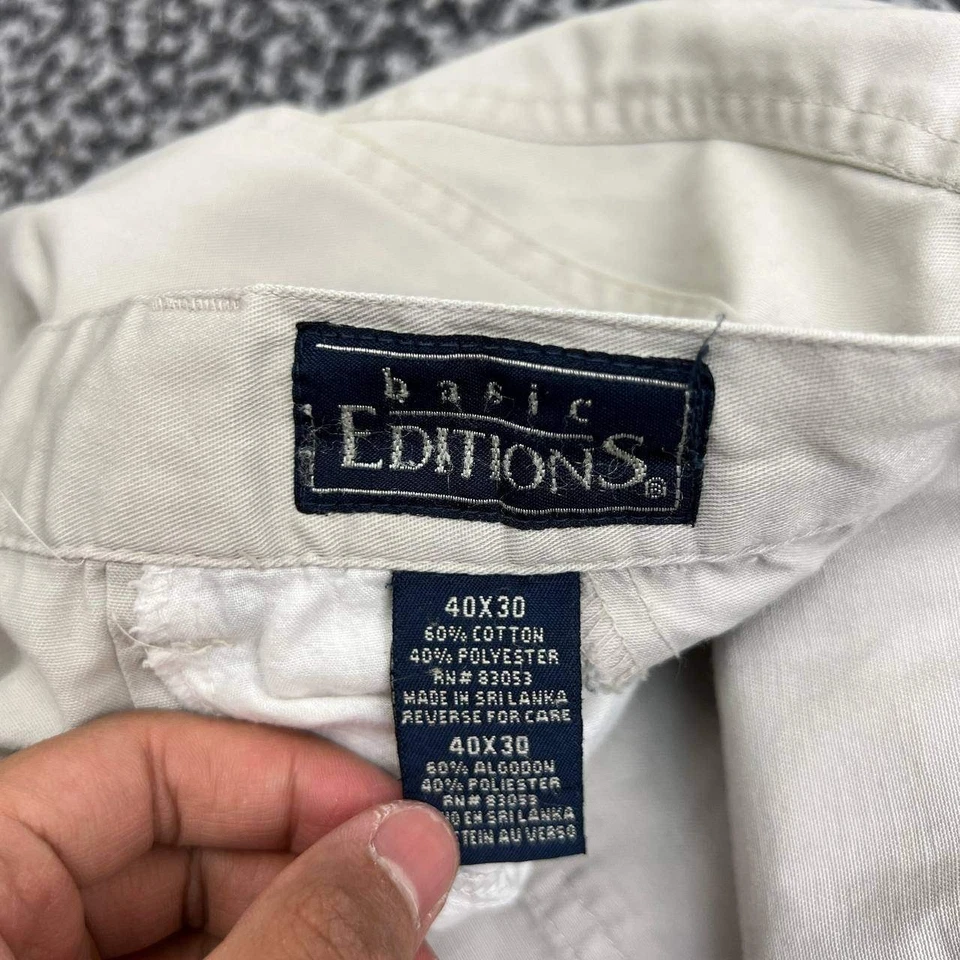 basic
EDITIONS®
40X30
60% COTTON
40% POLYESTER
RN# 83053
MADE IN SRI LANKA
REVERSE FOR CARE
40X30
60% ALGODON
40% POLIESTER
RN# 83053
EN SRI LANKA
AU VERSO